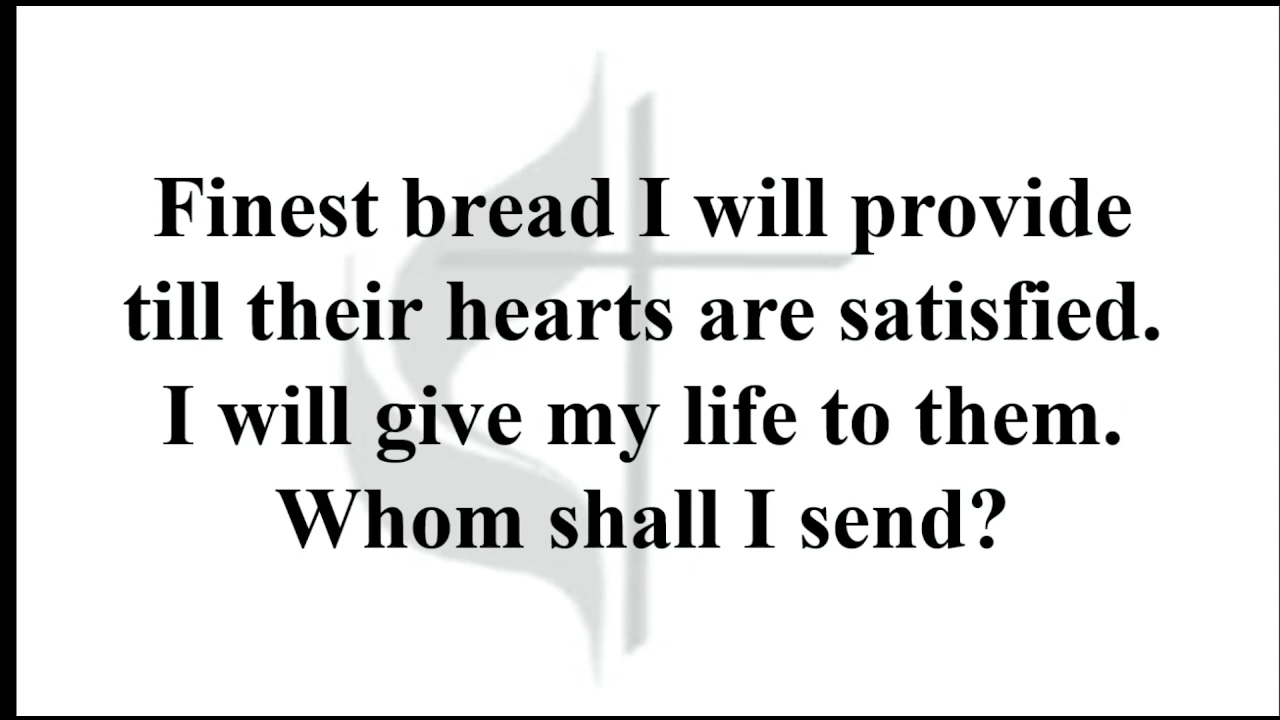 Finest bread I will provide
till their hearts are satisfied.
I will give my life to them.
Whom shall I send?